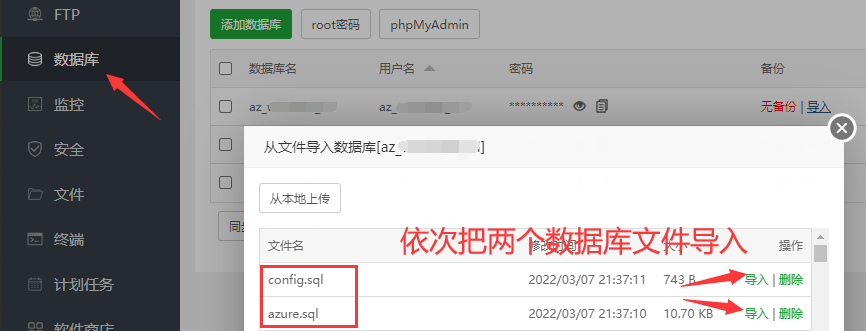 FTP
数据库
监控
安全
文件
终端
计划任务
软件商店
添加数据库 root密码 phpMyAdmin
数据库名 用户名 密码 备份
az_ az_ ********** 无备份 | 导入
从文件导入数据库[az_ ]
从本地上传
依次把两个数据库文件导入
文件名 修改时间 大小 操作
config.sql 2022/03/07 21:37:11 743 B 导入 | 删除
azure.sql 2022/03/07 21:37:10 10.70 KB 导入 | 删除